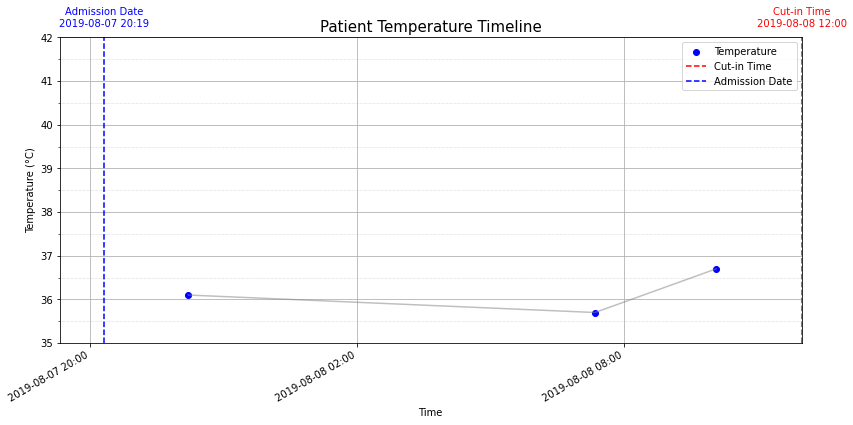 Admission Date
2019-08-07 20:19
Cut-in Time
2019-08-08 12:00
Patient Temperature Timeline
Temperature
Cut-in Time
Admission Date
Temperature (°C)
42
41
40
39
38
37
36
35
2019-08-07 20:00
2019-08-08 02:00
2019-08-08 08:00
Time